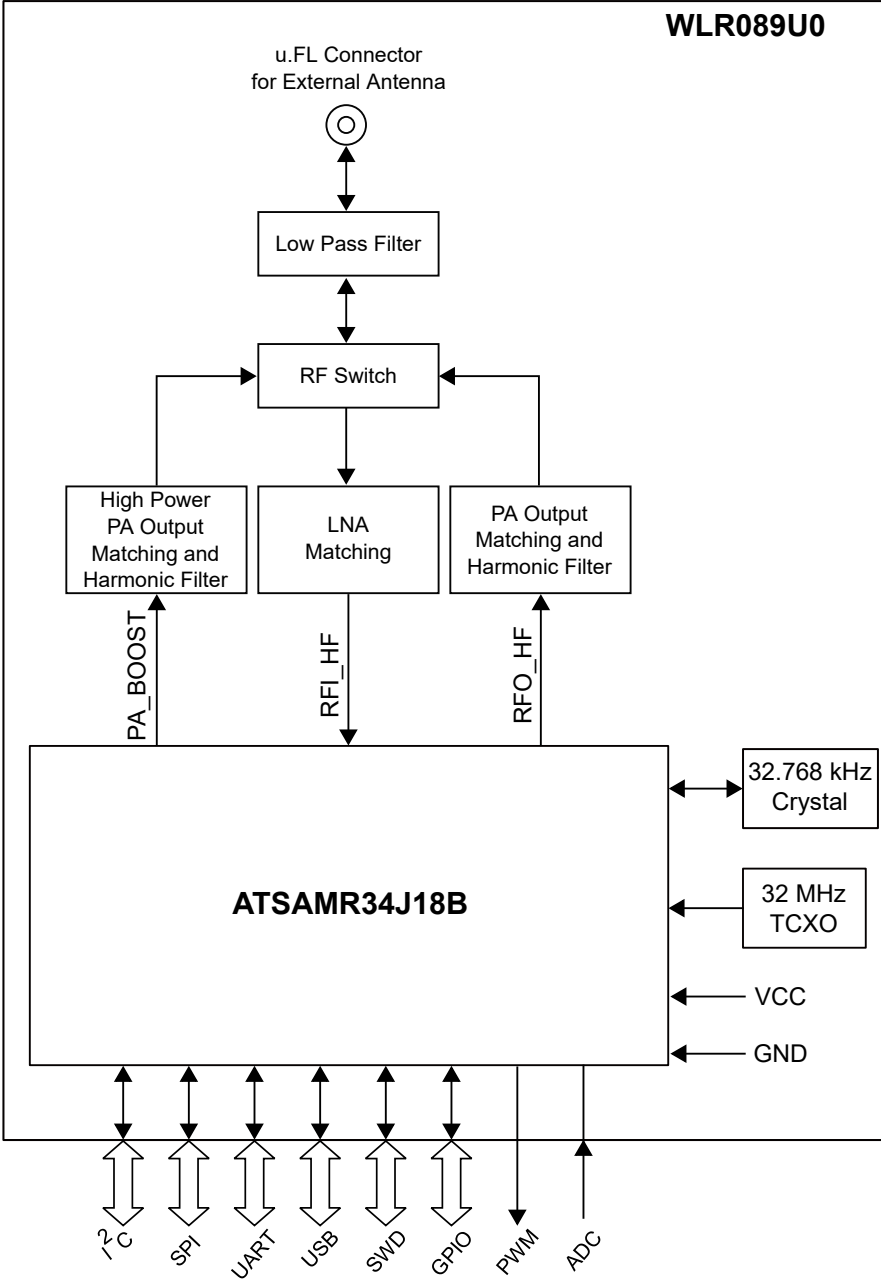 WLR089U0
u.FL Connector
for External Antenna
Low Pass Filter
RF Switch
High Power
PA Output
Matching and
Harmonic Filter
LNA
Matching
PA Output
Matching and
Harmonic Filter
PA_BOOST
RFI_HF
RFO_HF
32.768 kHz
Crystal
ATSAMR34J18B
32 MHz
TCXO
VCC
GND
I²C
SPI
UART
USB
SWD
GPIO
PWM
ADC